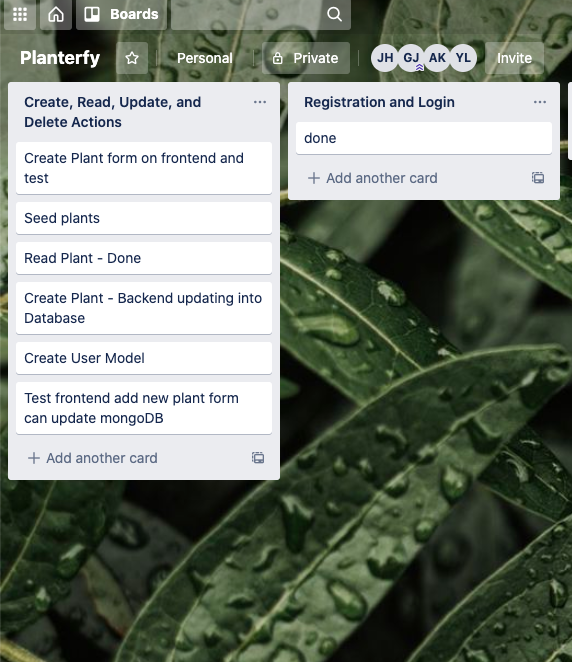 Boards
Planterfy
Personal
Private
JH GJ AK YL
Invite
Create, Read, Update, and
Delete Actions
Create Plant form on frontend and
test
Seed plants
Read Plant - Done
Create Plant - Backend updating into
Database
Create User Model
Test frontend add new plant form
can update mongoDB
Add another card
Registration and Login
done
Add another card